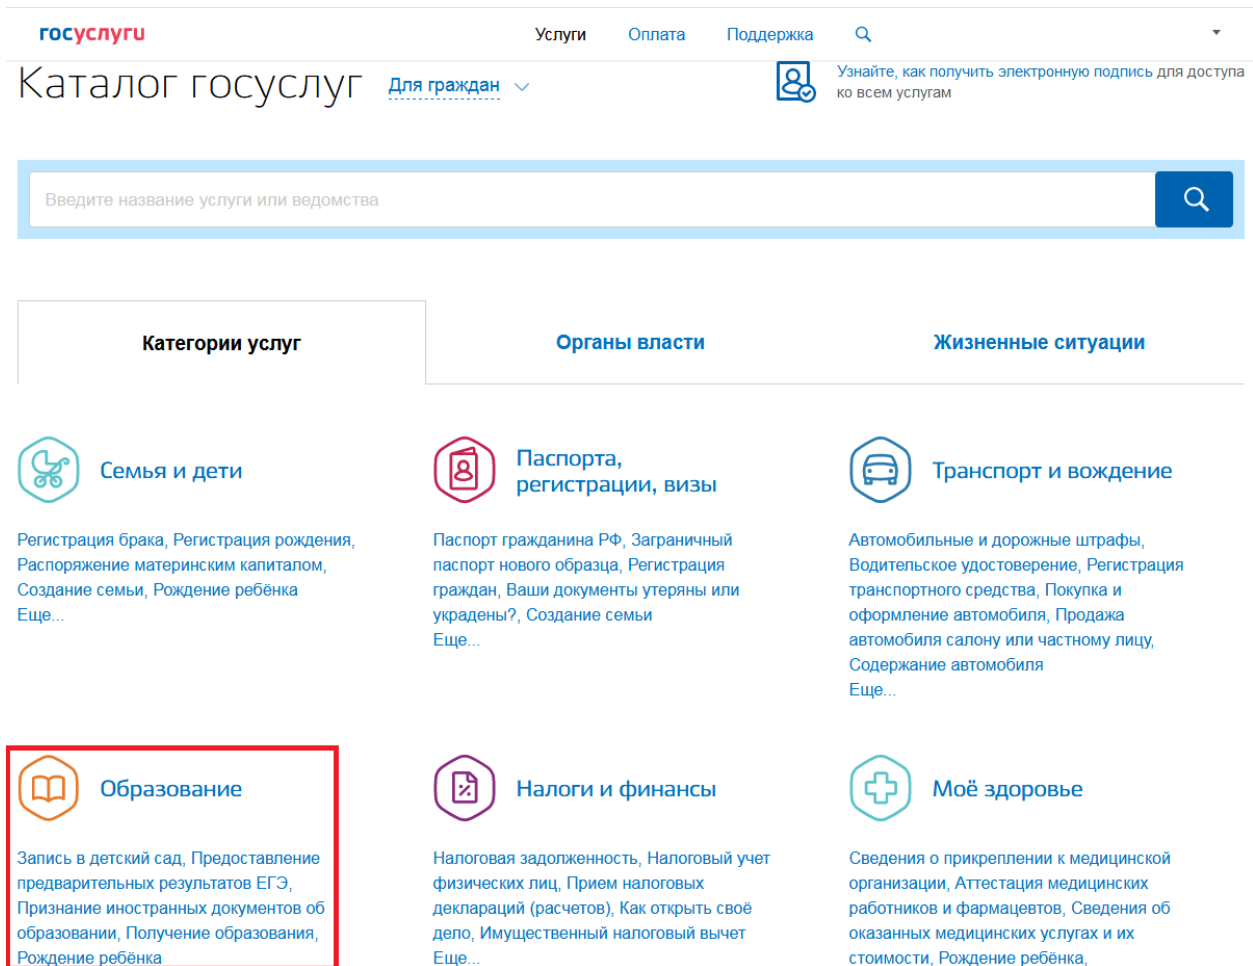 госуслуги
Услуги Оплата Поддержка
Каталог госуслуг Для граждан
Узнайте, как получить электронную подпись для доступа
ко всем услугам
Введите название услуги или ведомства
Категории услуг Органы власти Жизненные ситуации
Семья и дети
Регистрация брака, Регистрация рождения,
Распоряжение материнским капиталом,
Создание семьи, Рождение ребёнка
Еще...
Паспорта,
регистрации, визы
Паспорт гражданина РФ, Заграничный
паспорт нового образца, Регистрация
граждан, Ваши документы утеряны или
украдены?, Создание семьи
Еще...
Транспорт и вождение
Автомобильные и дорожные штрафы,
Водительское удостоверение, Регистрация
транспортного средства, Покупка и
оформление автомобиля, Продажа
автомобиля салону или частному лицу,
Содержание автомобиля
Еще...
Образование
Запись в детский сад, Предоставление
предварительных результатов ЕГЭ,
Признание иностранных документов об
образовании, Получение образования,
Рождение ребёнка
Налоги и финансы
Налоговая задолженность, Налоговый учет
физических лиц, Прием налоговых
деклараций (расчетов), Как открыть своё
дело, Имущественный налоговый вычет
Еще...
Моё здоровье
Сведения о прикреплении к медицинской
организации, Аттестация медицинских
работников и фармацевтов, Сведения об
оказанных медицинских услугах и их
стоимости, Рождение ребёнка,